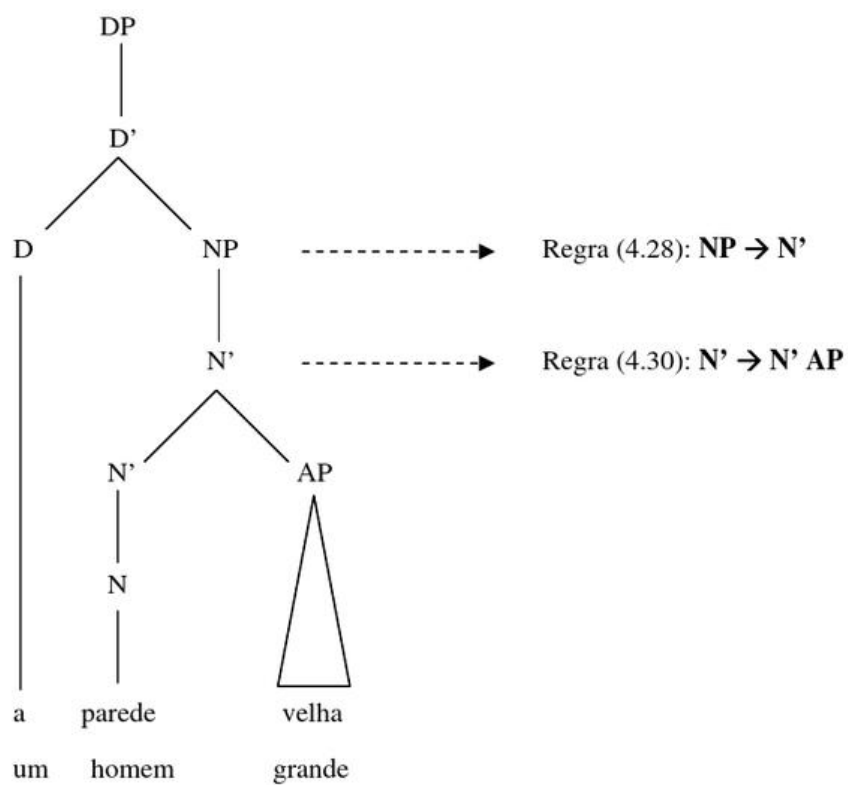 DP
D’
D NP Regra (4.28): NP → N’
N’ Regra (4.30): N’ → N’ AP
N’ AP
N
a parede velha
um homem grande